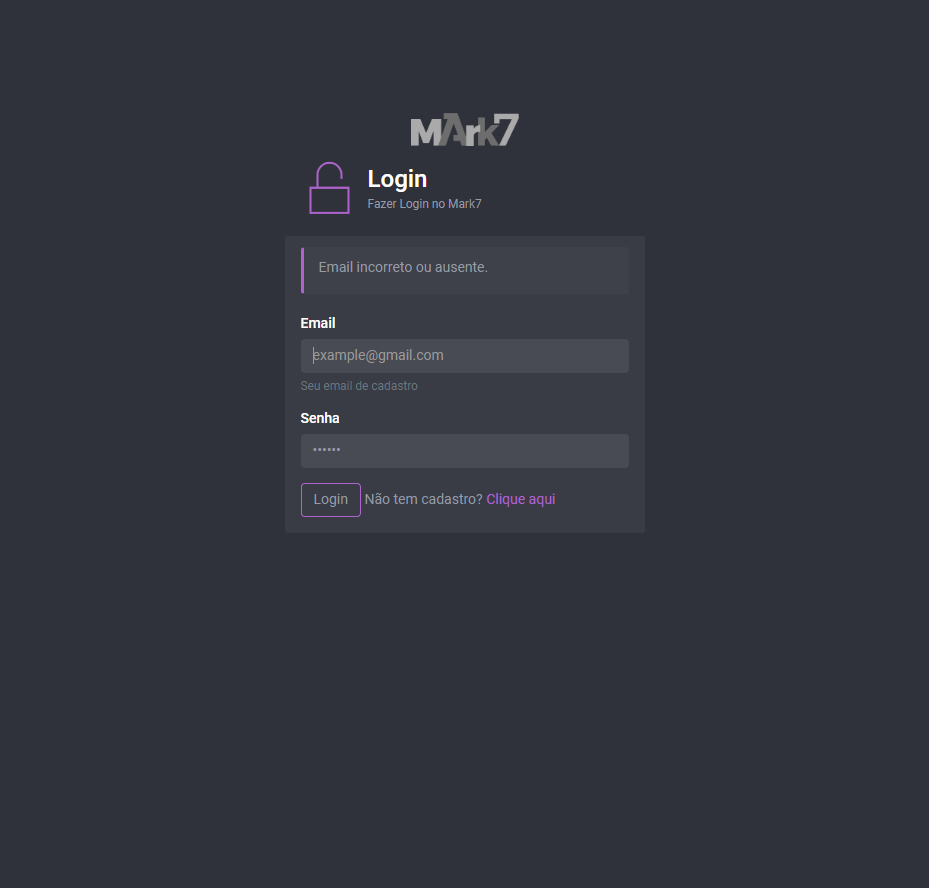 MArk7
Login
Fazer Login no Mark7
Email incorreto ou ausente.
Email
example@gmail.com
Seu email de cadastro
Senha
••••••
Login Não tem cadastro? Clique aqui